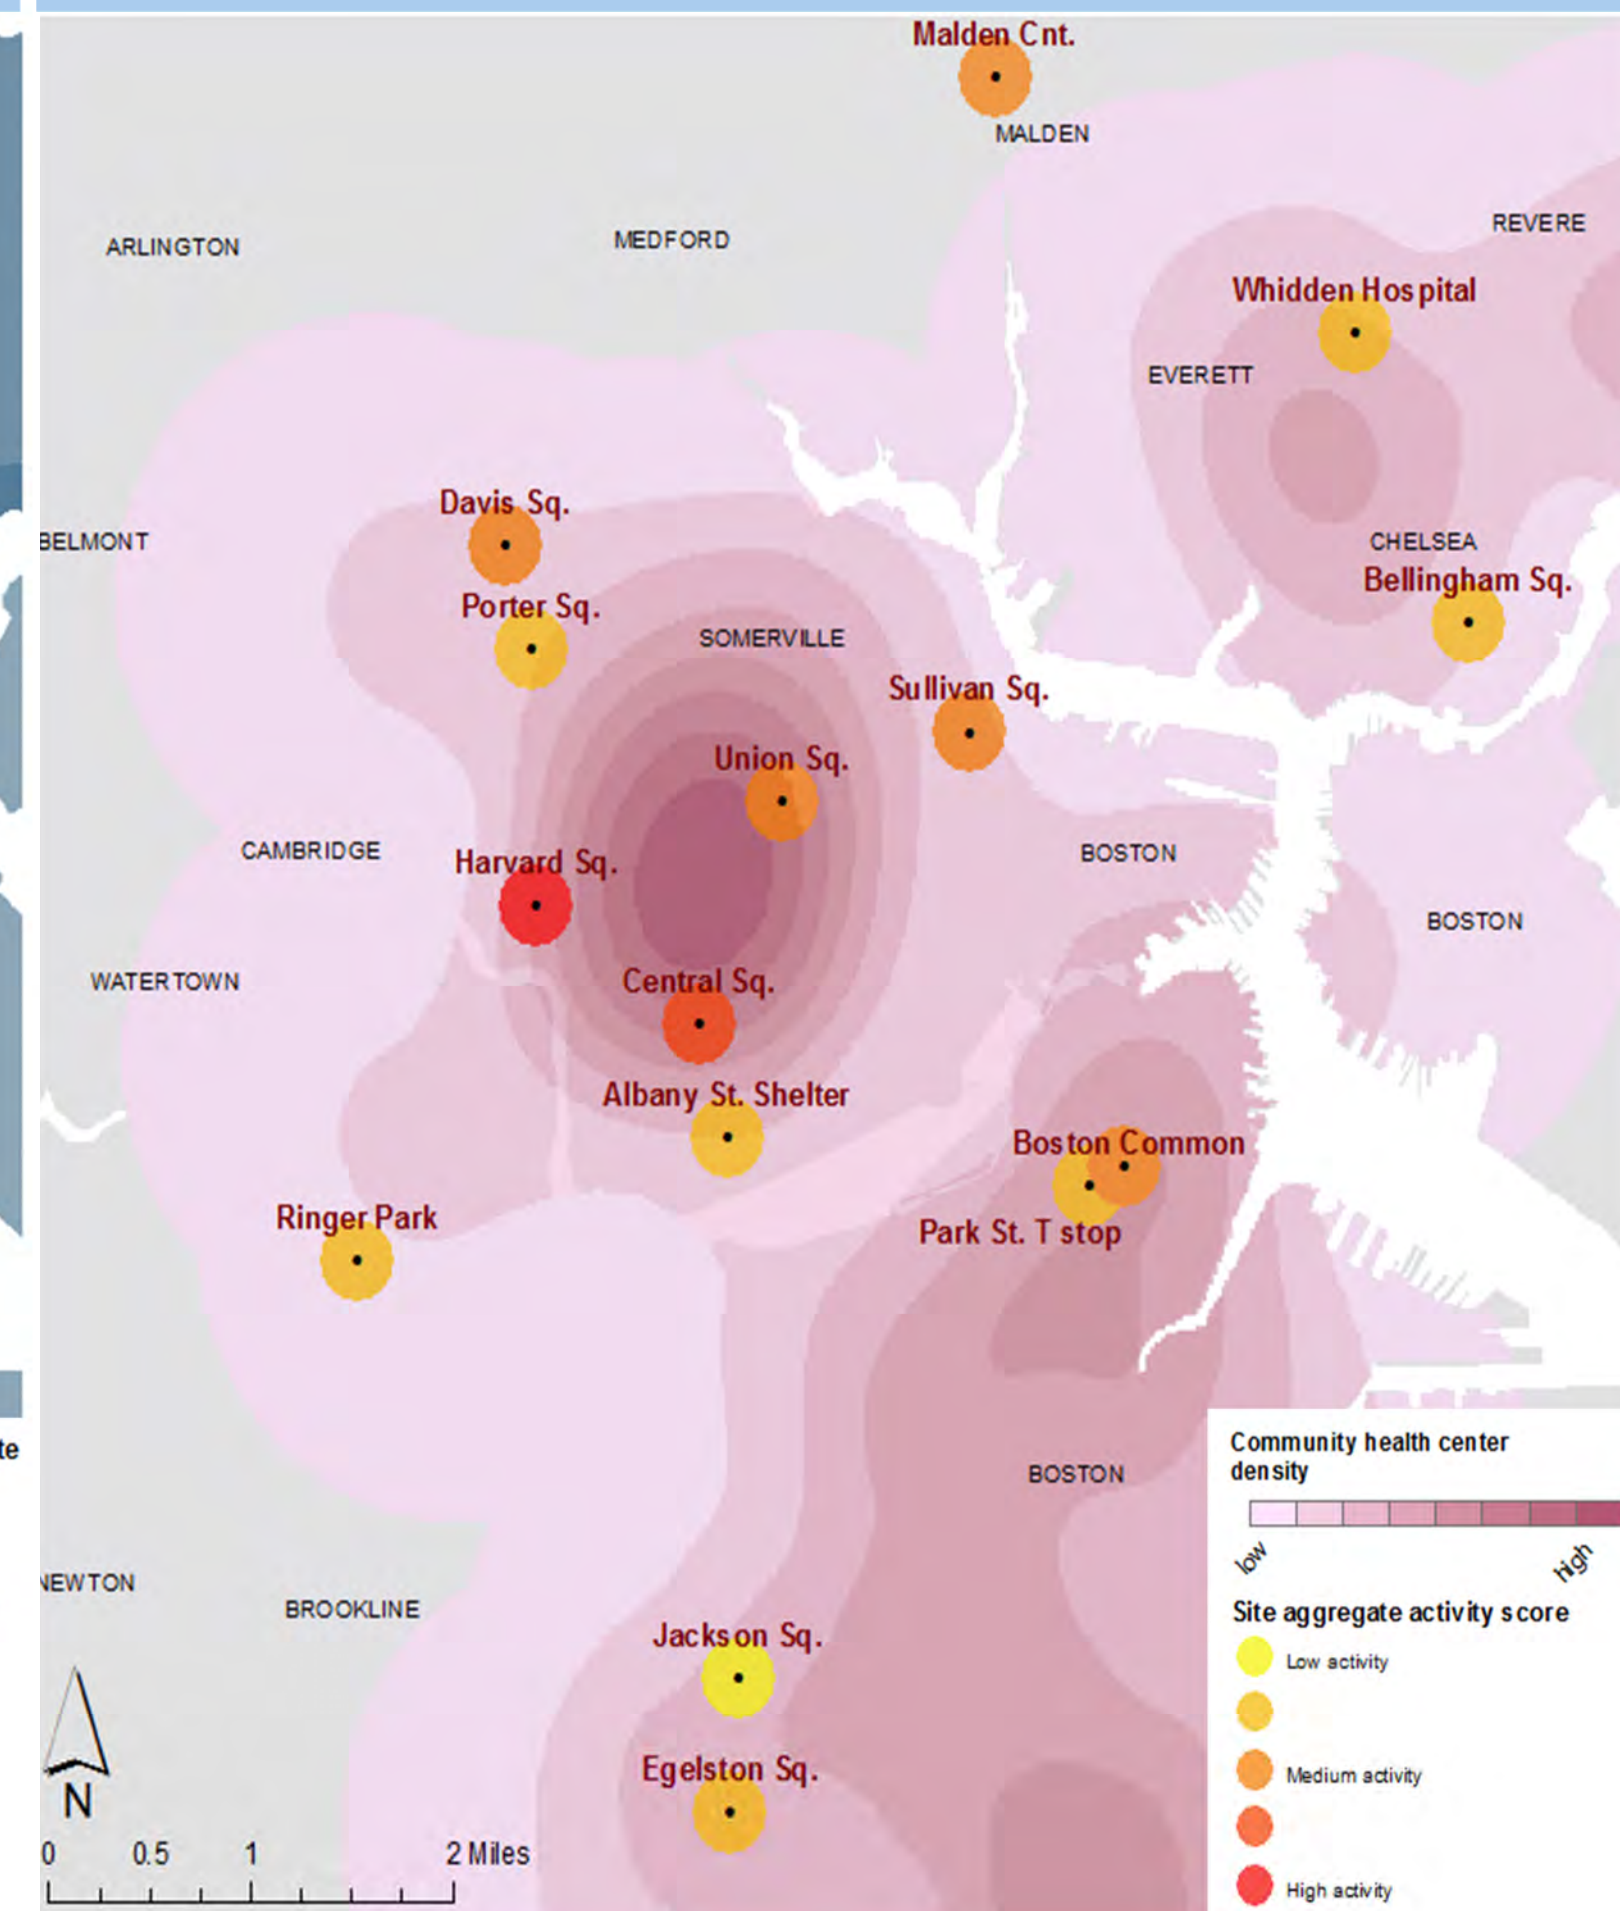 Malden Cnt.
MALDEN
ARLINGTON
MEDFORD
REVERE
Whidden Hospital
EVERETT
Davis Sq.
BELMONT
CHELSEA
Bellingham Sq.
Porter Sq.
SOMERVILLE
Sullivan Sq.
Union Sq.
CAMBRIDGE
Harvard Sq.
BOSTON
BOSTON
WATERTOWN
Central Sq.
Albany St. Shelter
Boston Common
Park St. T stop
Ringer Park
te
Community health center
density
low
high
BOSTON
NEWTON
BROOKLINE
Site aggregate activity score
Low activity
Medium activity
High activity
Jackson Sq.
Egelston Sq.
N
0 0.5 1 2 Miles